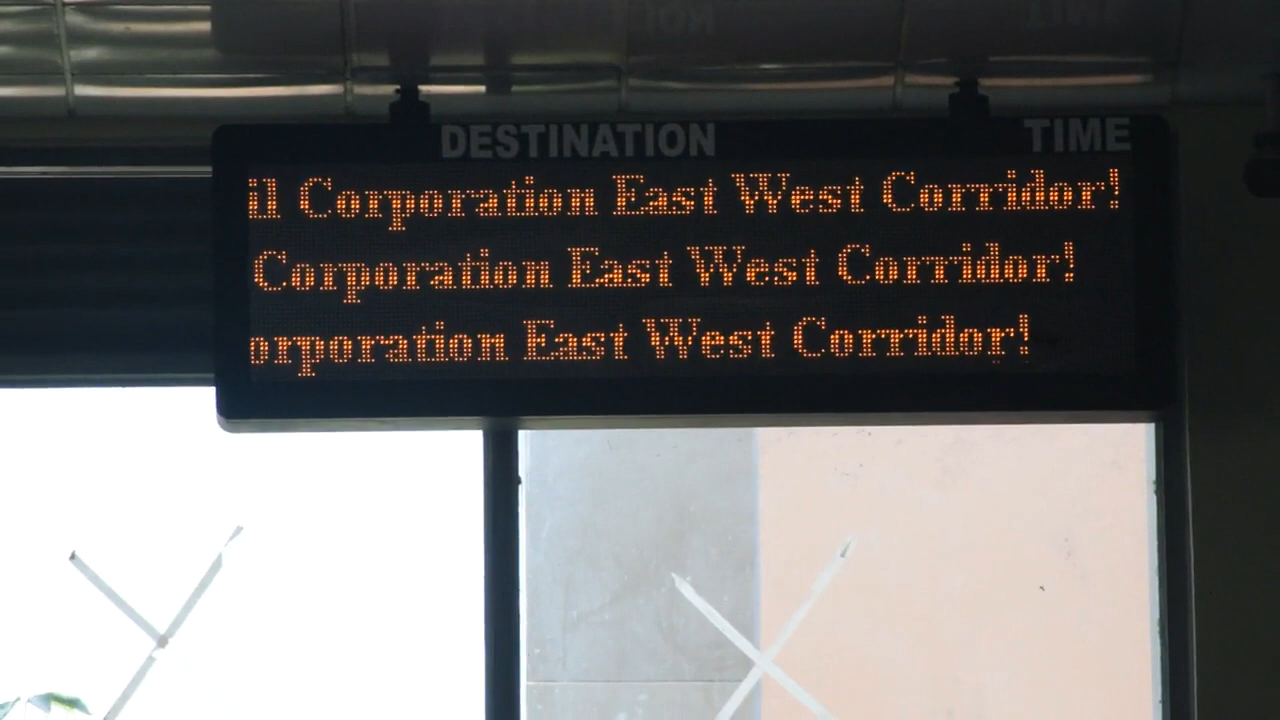 DESTINATION TIME
il Corporation East West Corridor!
Corporation East West Corridor!
orporation East West Corridor!